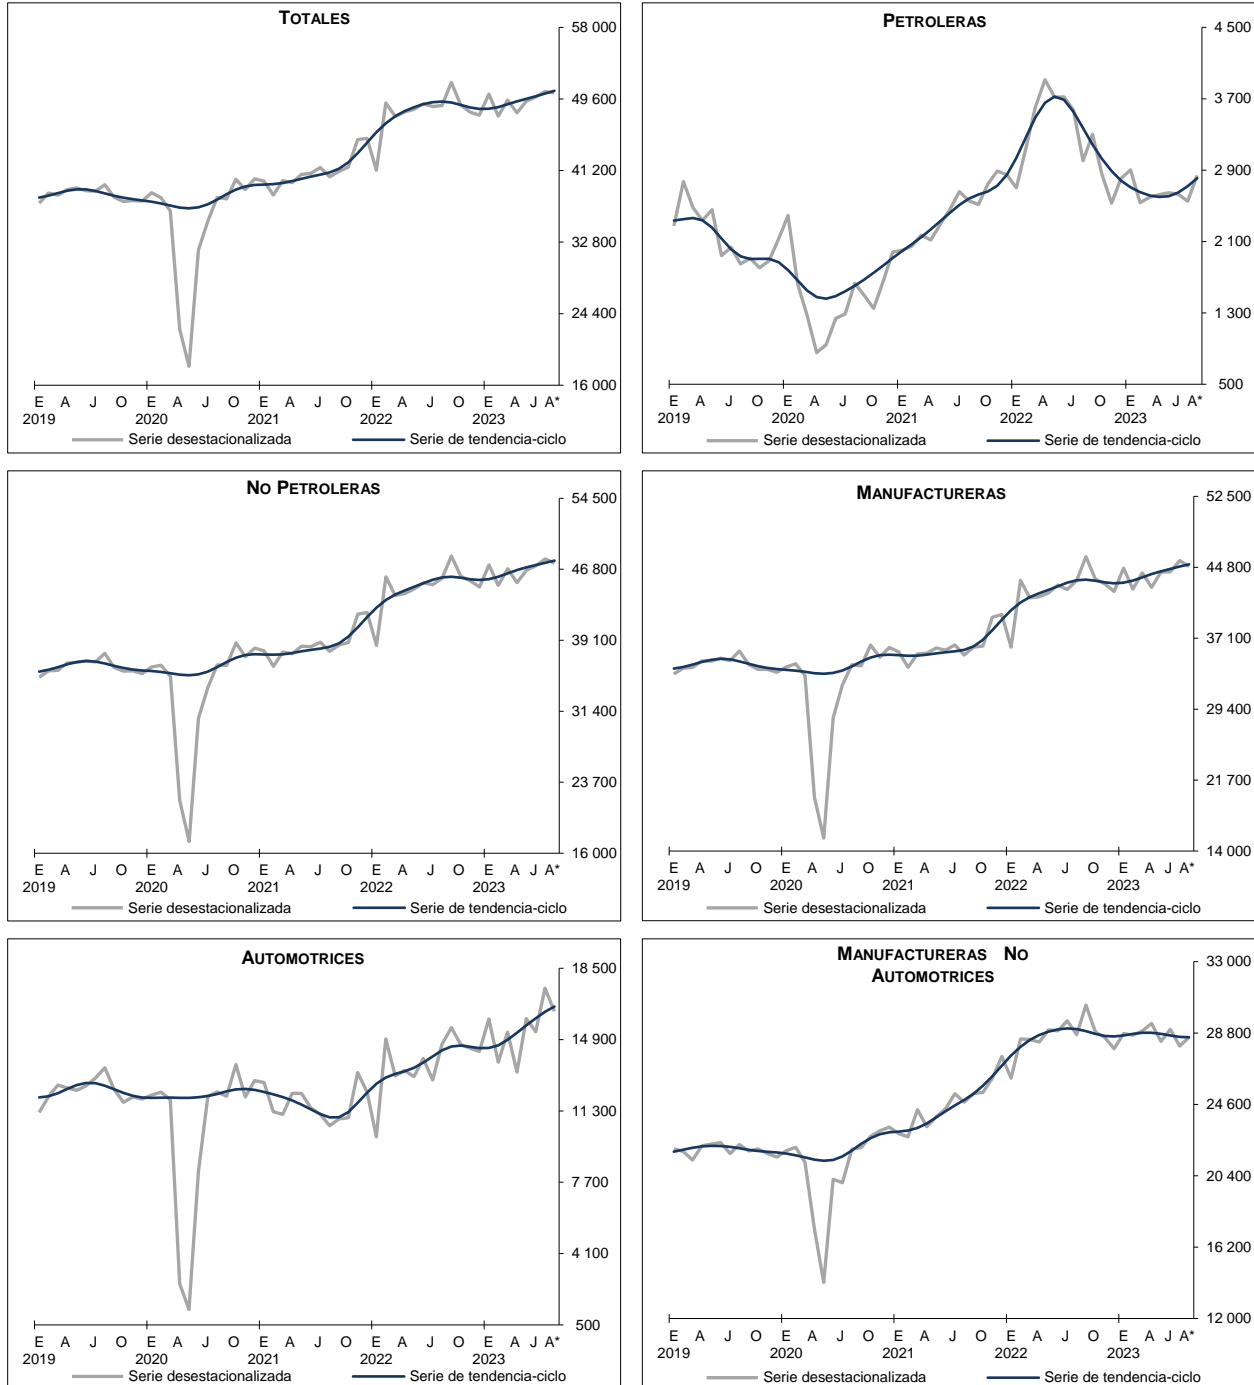 TOTALES
58 000
49 600
41 200
32 800
24 400
16 000
E A J O E A J O E A J O E A J O E A J A*
2019 2020 2021 2022 2023
Serie desestacionalizada Serie de tendencia-ciclo
PETROLERAS
4 500
3 700
2 900
2 100
1 300
500
E A J O E A J O E A J O E A J O E A J A*
2019 2020 2021 2022 2023
Serie desestacionalizada Serie de tendencia-ciclo
NO PETROLERAS
54 500
46 800
39 100
31 400
23 700
16 000
E A J O E A J O E A J O E A J O E A J A*
2019 2020 2021 2022 2023
Serie desestacionalizada Serie de tendencia-ciclo
MANUFACTURERAS
52 500
44 800
37 100
29 400
21 700
14 000
E A J O E A J O E A J O E A J O E A J A*
2019 2020 2021 2022 2023
Serie desestacionalizada Serie de tendencia-ciclo
AUTOMOTRICES
18 500
14 900
11 300
7 700
4 100
500
E A J O E A J O E A J O E A J O E A J A*
2019 2020 2021 2022 2023
Serie desestacionalizada Serie de tendencia-ciclo
MANUFACTURERAS NO
AUTOMOTRICES
33 000
28 800
24 600
20 400
16 200
12 000
E A J O E A J O E A J O E A J O E A J A*
2019 2020 2021 2022 2023
Serie desestacionalizada Serie de tendencia-ciclo